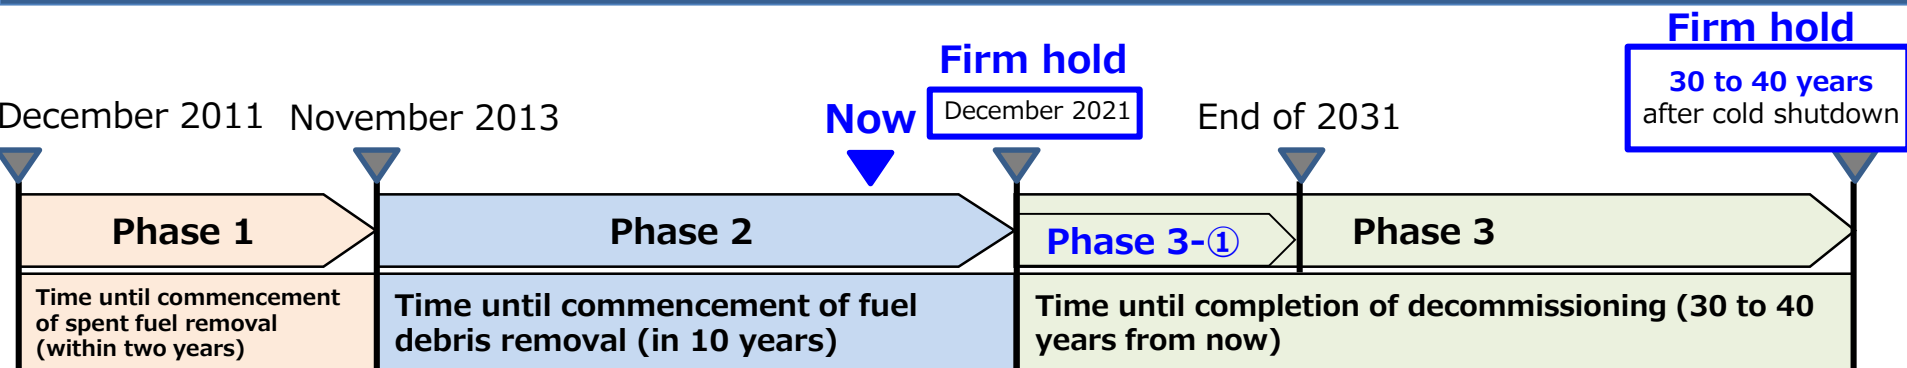 Firm hold
30 to 40 years
after cold shutdown
Firm hold
December 2021
December 2011
November 2013
Now
End of 2031
Phase 1
Phase 2
Phase 3-①
Phase 3
Time until commencement
of spent fuel removal
(within two years)
Time until commencement of fuel
debris removal (in 10 years)
Time until completion of decommissioning (30 to 40
years from now)